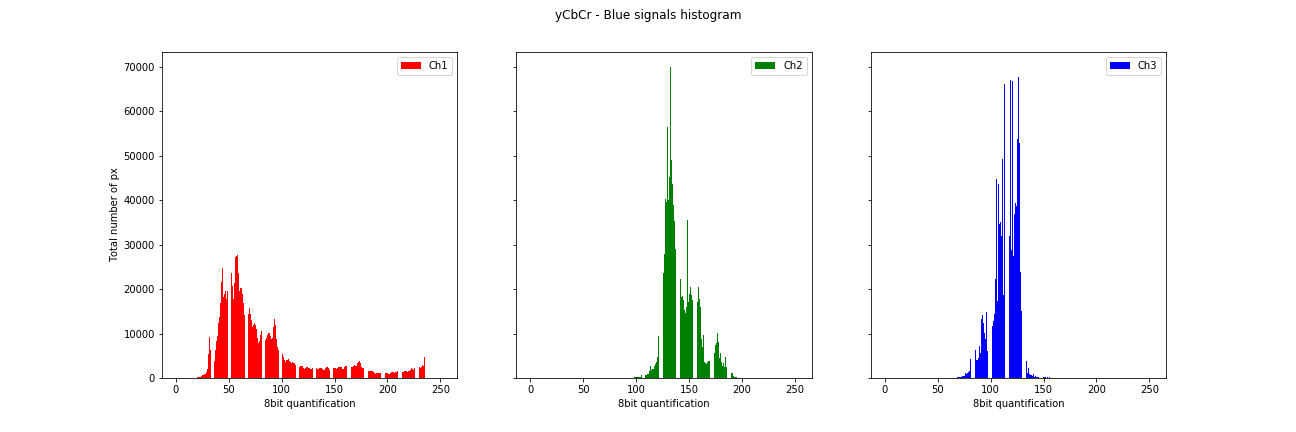 yCbCr - Blue signals histogram
Ch1
Ch2
Ch3
Total number of px
70000
60000
50000
40000
30000
20000
10000
0
0 50 100 150 200 250
0 50 100 150 200 250
0 50 100 150 200 250
8bit quantification
8bit quantification
8bit quantification